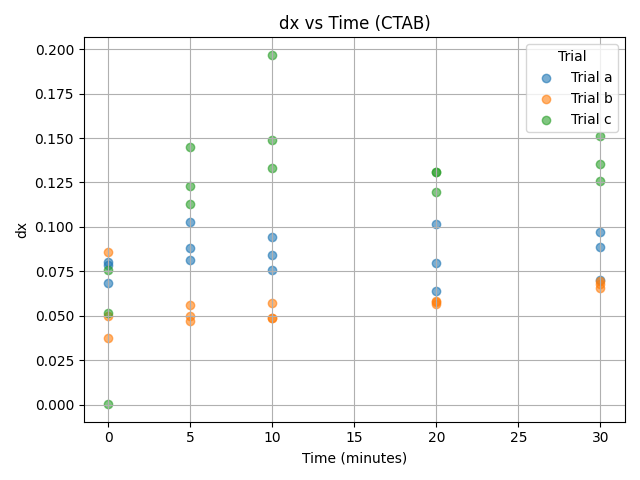 dx vs Time (CTAB)
Trial
Trial a
Trial b
Trial c
dx
0.200
0.175
0.150
0.125
0.100
0.075
0.050
0.025
0.000
0 5 10 15 20 25 30
Time (minutes)